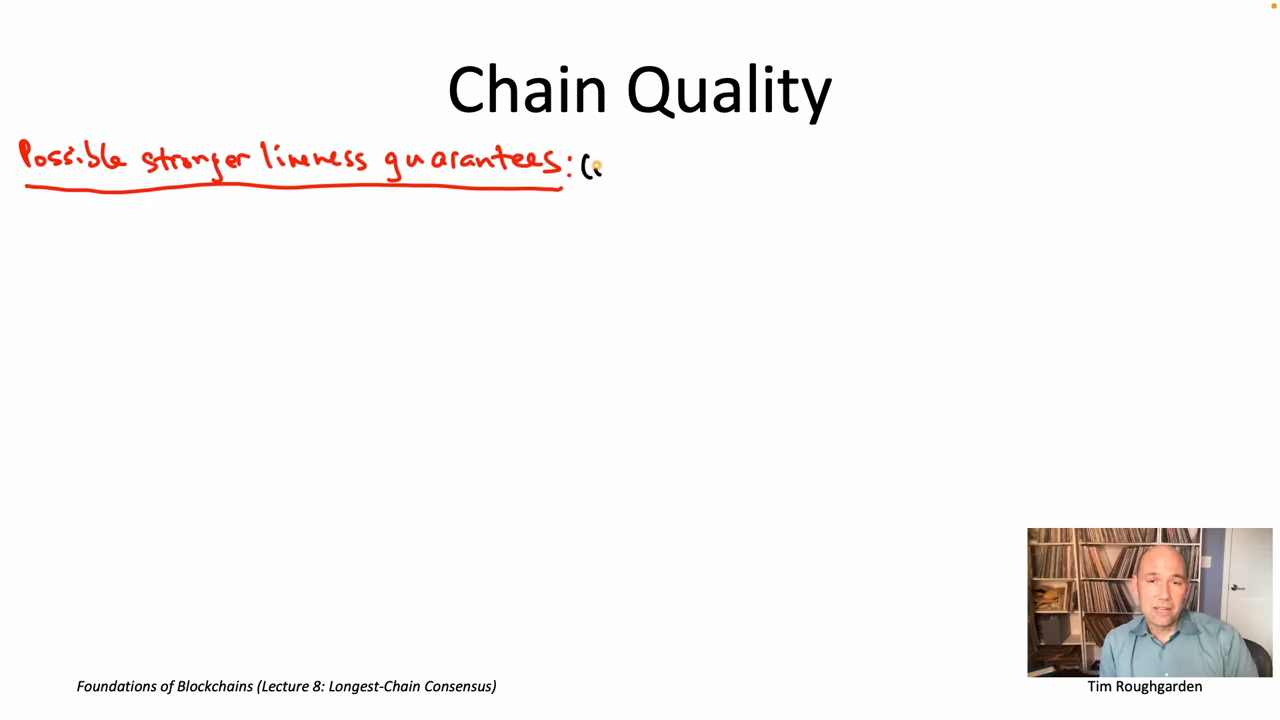 Chain Quality
Possible stronger liveness guarantees: (
Foundations of Blockchains (Lecture 8: Longest-Chain Consensus)
Tim Roughgarden